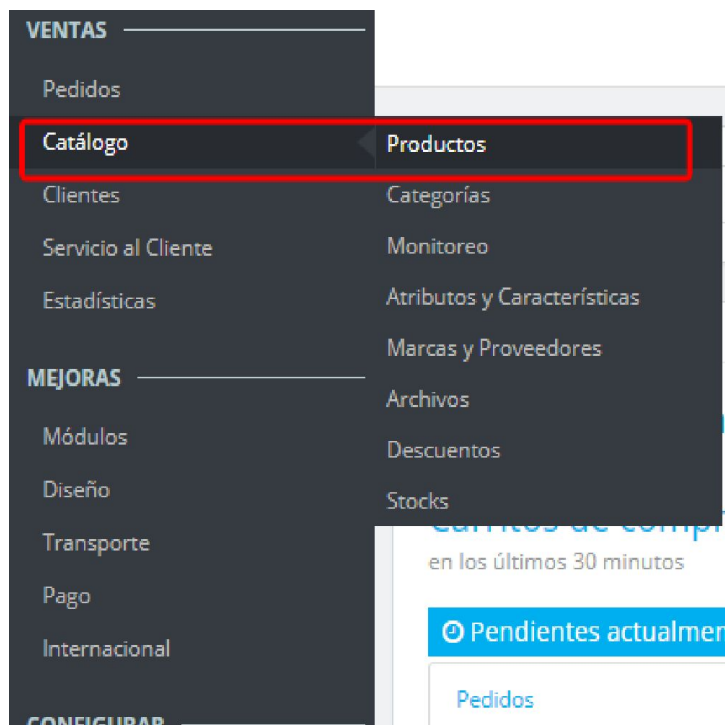 VENTAS
Pedidos
Catálogo
Clientes
Servicio al Cliente
Estadísticas
MEJORAS
Módulos
Diseño
Transporte
Pago
Internacional
CONFIGURAR
Productos
Categorías
Monitoreo
Atributos y Características
Marcas y Proveedores
Archivos
Descuentos
Stocks
en los últimos 30 minutos
Pendientes actualmen
Pedidos